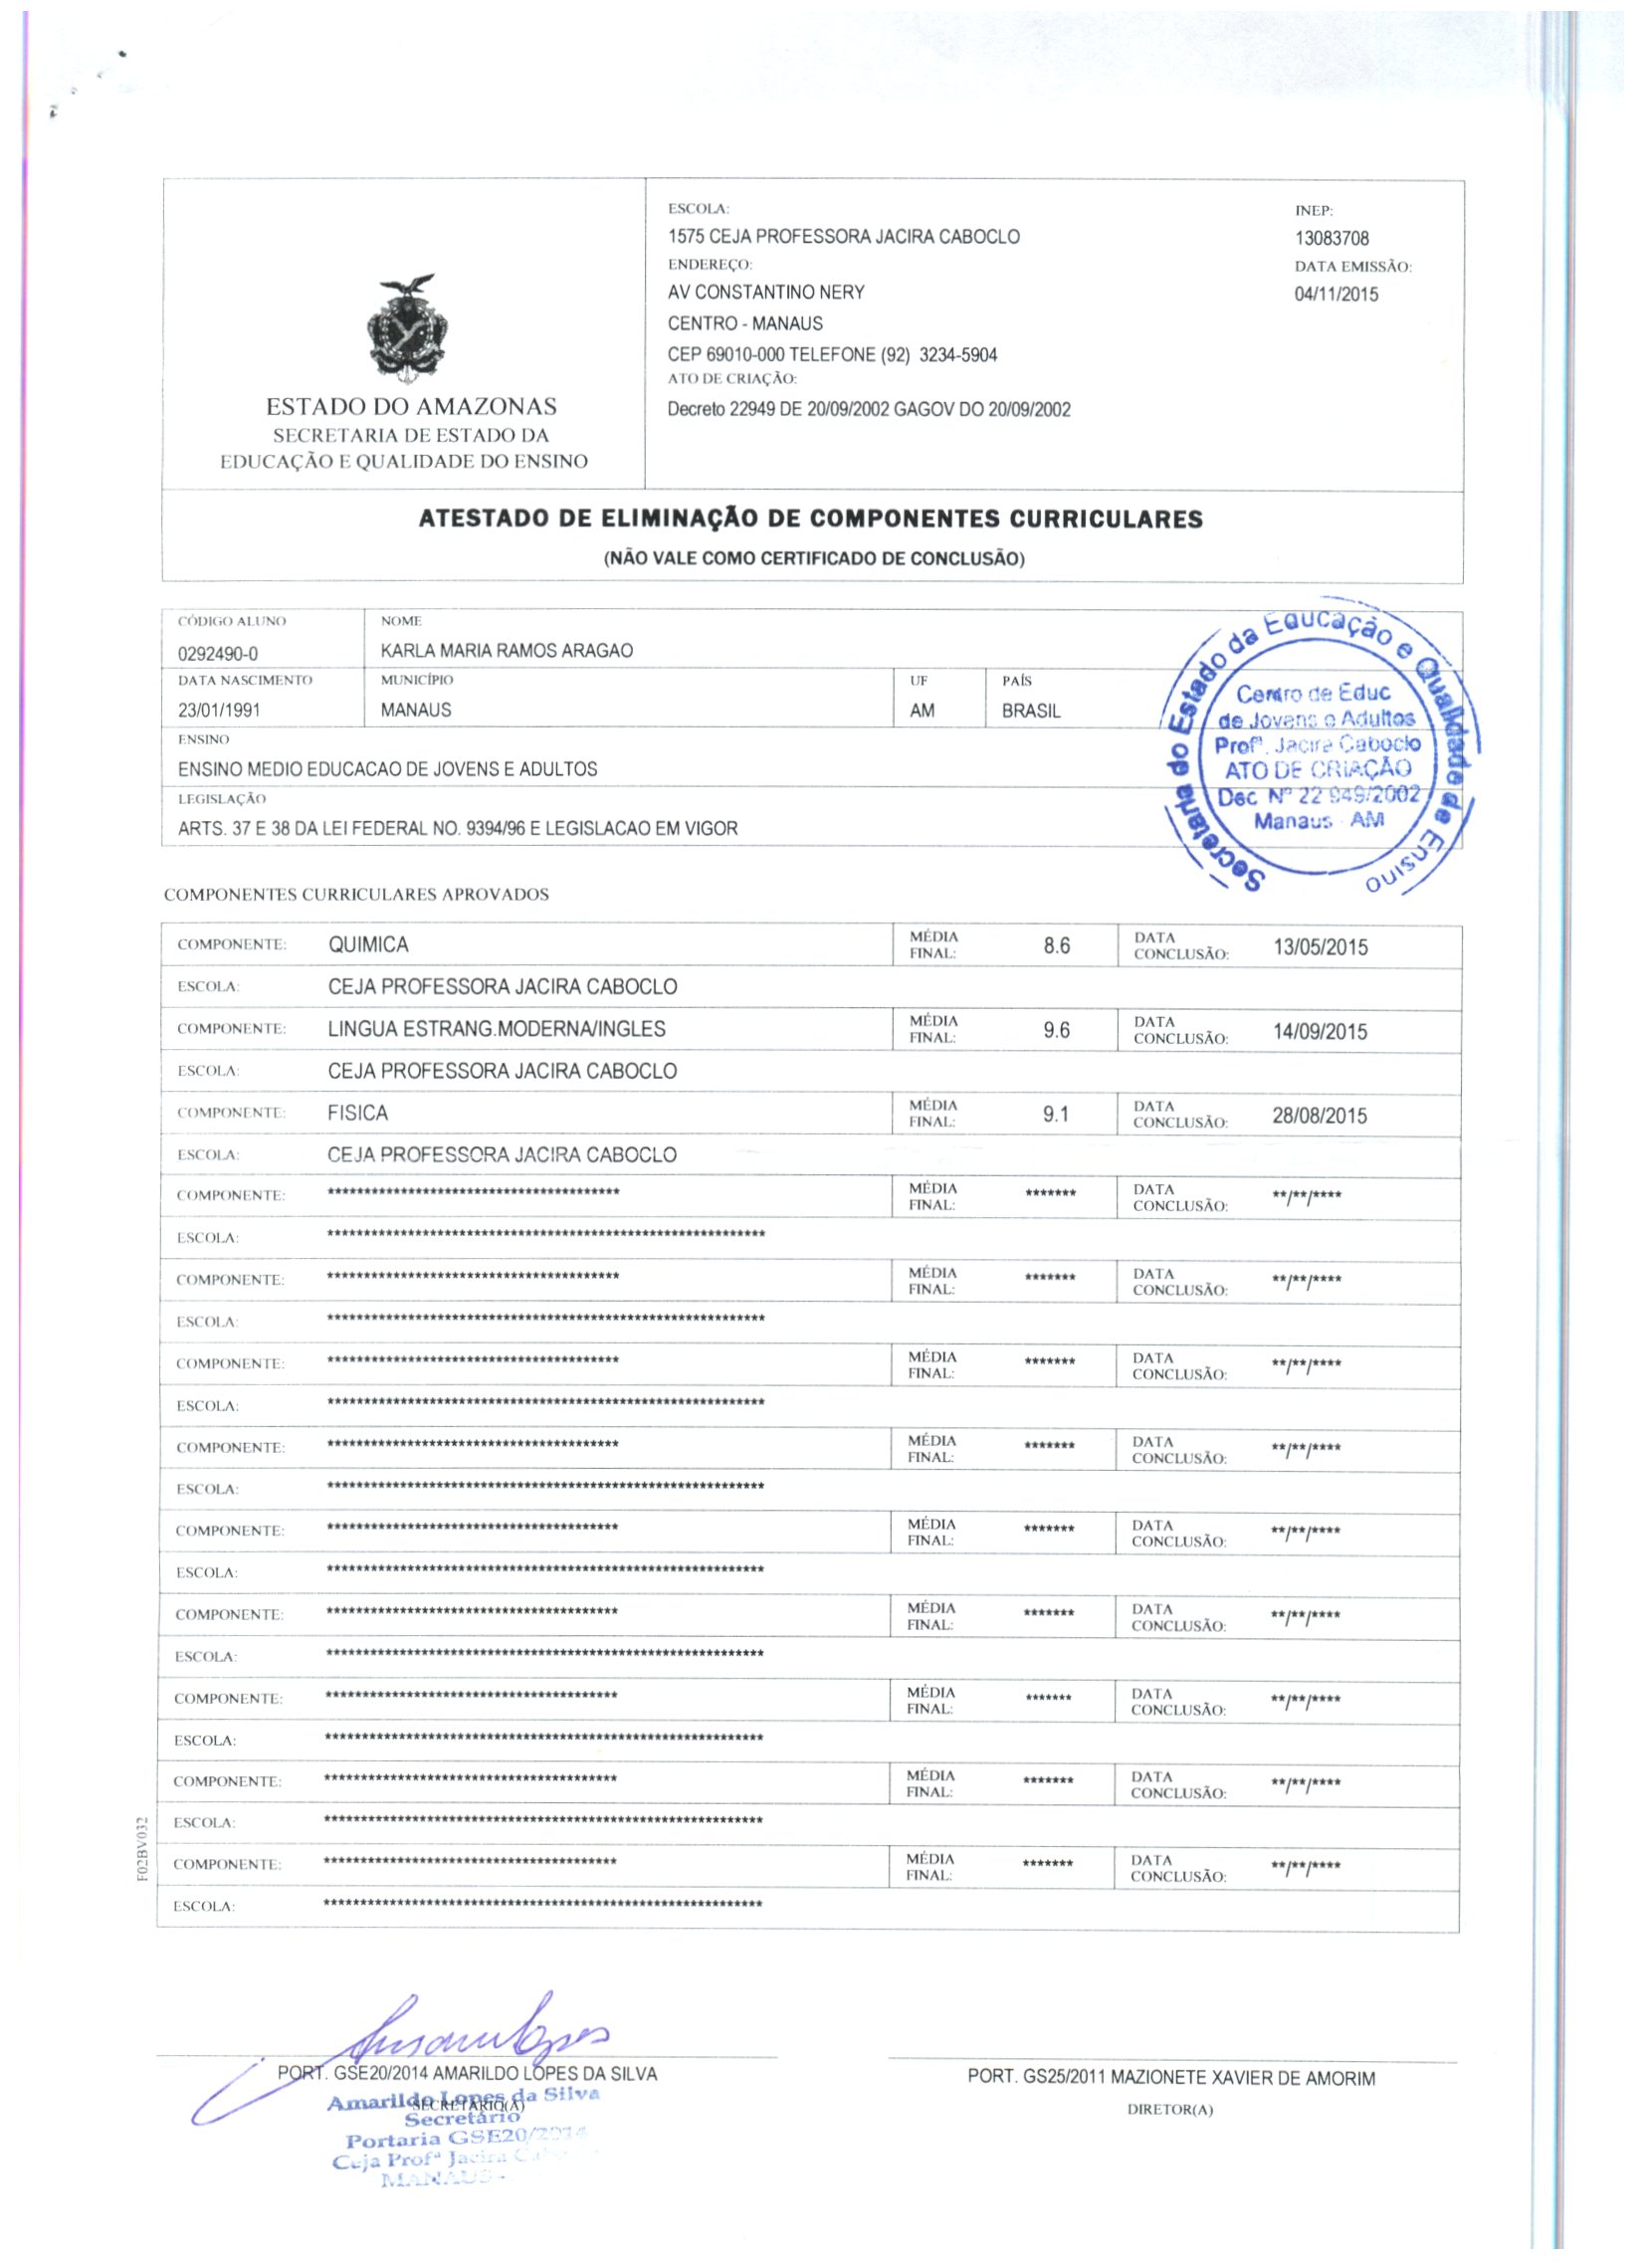 ESTADO DO AMAZONAS
SECRETARIA DE ESTADO DA
EDUCAÇÃO E QUALIDADE DO ENSINO
ESCOLA:
1575 CEJA PROFESSORA JACIRA CABOCLO
ENDEREÇO:
AV CONSTANTINO NERY
CENTRO - MANAUS
CEP 69010-000 TELEFONE (92) 3234-5904
ATO DE CRIAÇÃO:
Decreto 22949 DE 20/09/2002 GAGOV DO 20/09/2002
INEP:
13083708
DATA EMISSÃO:
04/11/2015
ATESTADO DE ELIMINAÇÃO DE COMPONENTES CURRICULARES
(NÃO VALE COMO CERTIFICADO DE CONCLUSÃO)
CÓDIGO ALUNO NOME
0292490-0 KARLA MARIA RAMOS ARAGAO
DATA NASCIMENTO MUNICÍPIO UF PAÍS
23/01/1991 MANAUS AM BRASIL
ENSINO
ENSINO MEDIO EDUCACAO DE JOVENS E ADULTOS
LEGISLAÇÃO
ARTS. 37 E 38 DA LEI FEDERAL NO. 9394/96 E LEGISLACAO EM VIGOR
Secretaria do Estado da Educação e Qualidade de Ensino
Centro de Educ
de Jovens e Adultos
Profª. Jacira Caboclo
ATO DE CRIAÇÃO
Dec Nº 22 949/2002
Manaus - AM
COMPONENTES CURRICULARES APROVADOS
COMPONENTE: QUIMICA MÉDIA FINAL: 8.6 DATA CONCLUSÃO: 13/05/2015
ESCOLA: CEJA PROFESSORA JACIRA CABOCLO
COMPONENTE: LINGUA ESTRANG.MODERNA/INGLES MÉDIA FINAL: 9.6 DATA CONCLUSÃO: 14/09/2015
ESCOLA: CEJA PROFESSORA JACIRA CABOCLO
COMPONENTE: FISICA MÉDIA FINAL: 9.1 DATA CONCLUSÃO: 28/08/2015
ESCOLA: CEJA PROFESSORA JACIRA CABOCLO
COMPONENTE: **************************************** MÉDIA FINAL: ******* DATA CONCLUSÃO: **/**/****
ESCOLA: ************************************************************
COMPONENTE: **************************************** MÉDIA FINAL: ******* DATA CONCLUSÃO: **/**/****
ESCOLA: ************************************************************
COMPONENTE: **************************************** MÉDIA FINAL: ******* DATA CONCLUSÃO: **/**/****
ESCOLA: ************************************************************
COMPONENTE: **************************************** MÉDIA FINAL: ******* DATA CONCLUSÃO: **/**/****
ESCOLA: ************************************************************
COMPONENTE: **************************************** MÉDIA FINAL: ******* DATA CONCLUSÃO: **/**/****
ESCOLA: ************************************************************
COMPONENTE: **************************************** MÉDIA FINAL: ******* DATA CONCLUSÃO: **/**/****
ESCOLA: ************************************************************
COMPONENTE: **************************************** MÉDIA FINAL: ******* DATA CONCLUSÃO: **/**/****
ESCOLA: ************************************************************
COMPONENTE: **************************************** MÉDIA FINAL: ******* DATA CONCLUSÃO: **/**/****
ESCOLA: ************************************************************
COMPONENTE: **************************************** MÉDIA FINAL: ******* DATA CONCLUSÃO: **/**/****
ESCOLA: ************************************************************
F02BV032
PORT. GSE20/2014 AMARILDO LOPES DA SILVA
SECRETÁRIO(A)
Amarildo Lopes da Silva
Secretário
Portaria GSE20/2014
Ceja Profª Jacira
MANAUS -
PORT. GS25/2011 MAZIONETE XAVIER DE AMORIM
DIRETOR(A)